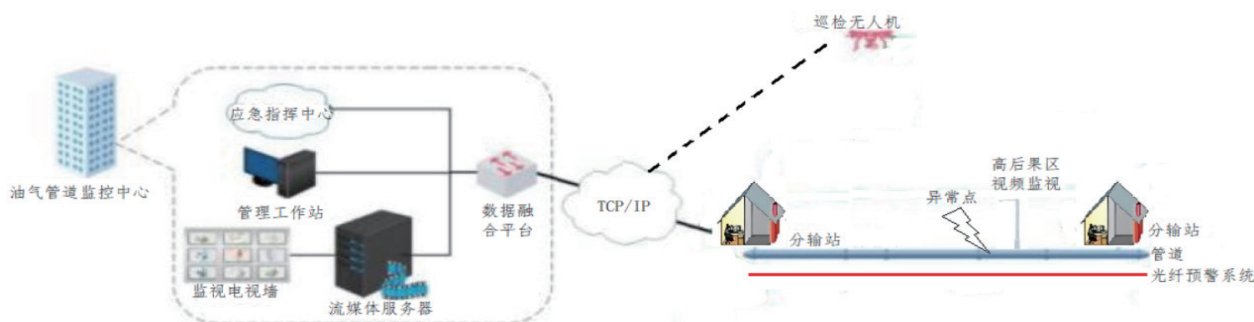 巡检无人机
应急指挥中心
油气管道监控中心
管理工作站
数据融
合平台
TCP/IP
高后果区
视频监视
异常点
分输站
分输站
管道
光纤预警系统
监视电视墙
流媒体服务器